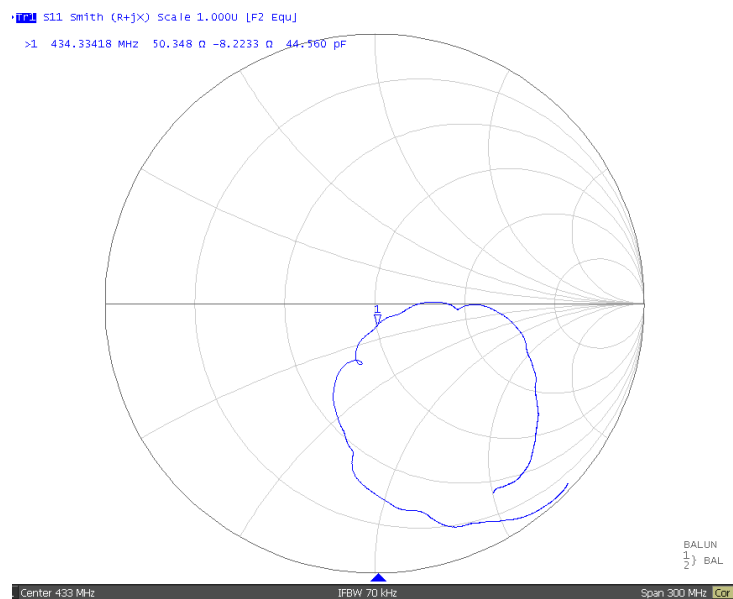 Tr1 S11 Smith (R+jX) Scale 1.000U [F2 Equ]
>1 434.33418 MHz 50.348 Ω -8.2233 Ω 44.560 pF
1
BALUN
1
2} BAL
Center 433 MHz IFBW 70 kHz Span 300 MHz Cor